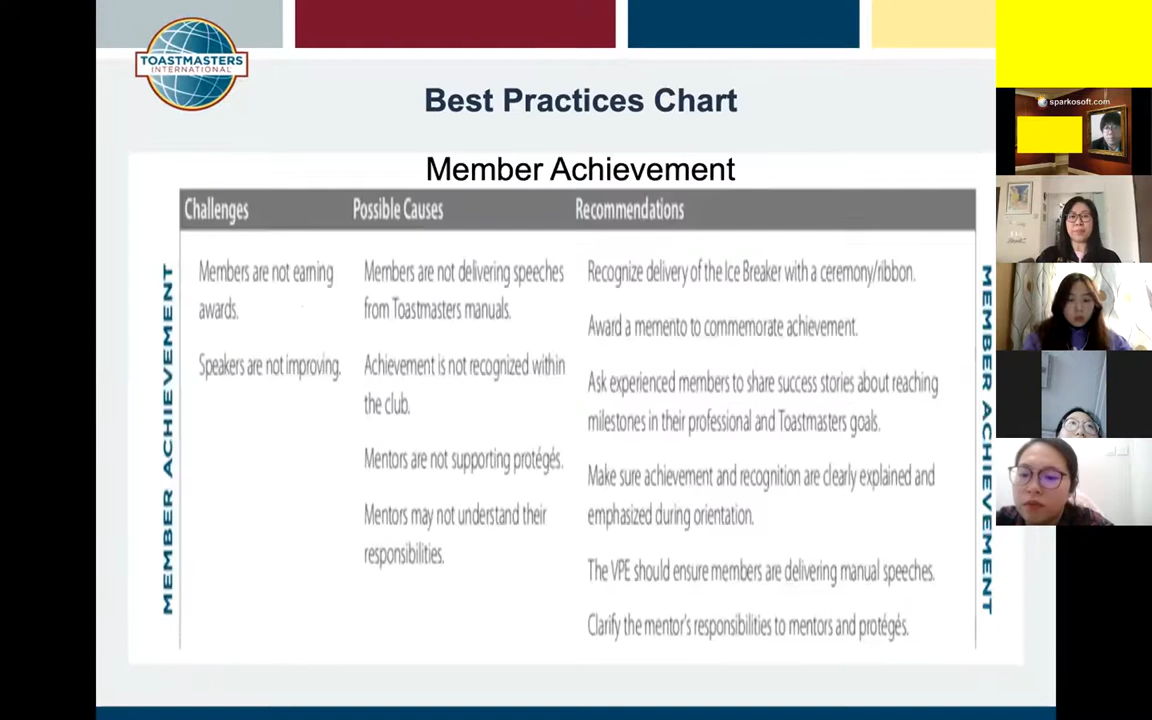 TOASTMASTERS
INTERNATIONAL
Best Practices Chart
sparkosoft.com
Member Achievement
Challenges
Possible Causes
Recommendations
MEMBER ACHIEVEMENT
Members are not earning
awards.
Speakers are not improving.
Members are not delivering speeches
from Toastmasters manuals.
Achievement is not recognized within
the club.
Mentors are not supporting protégés.
Mentors may not understand their
responsibilities.
Recognize delivery of the Ice Breaker with a ceremony/ribbon.
Award a memento to commemorate achievement.
Ask experienced members to share success stories about reaching
milestones in their professional and Toastmasters goals.
Make sure achievement and recognition are clearly explained and
emphasized during orientation.
The VPE should ensure members are delivering manual speeches.
Clarify the mentor's responsibilities to mentors and protégés.
MEMBER ACHIEVEMENT